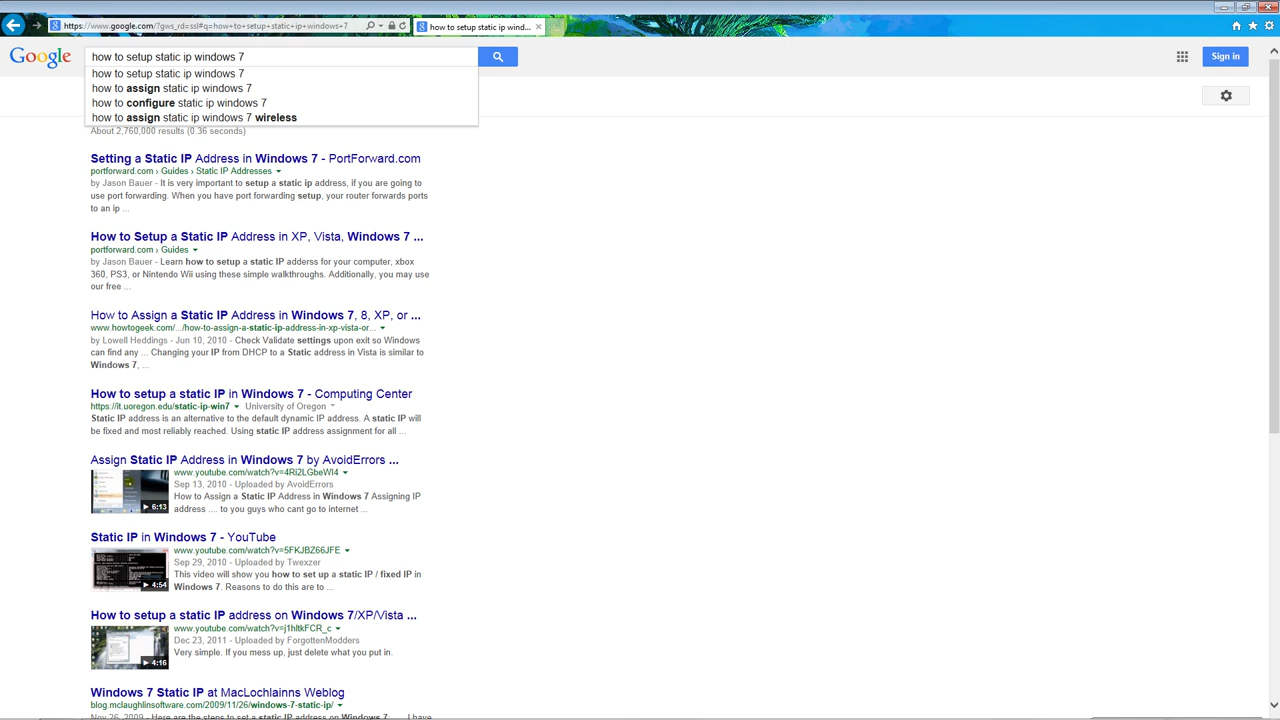 https://www.google.com/?gws_rd=ssl#q=how+to+setup+static+ip+windows+7
how to setup static ip wind...
Google
how to setup static ip windows 7
Sign in
how to setup static ip windows 7
how to assign static ip windows 7
how to configure static ip windows 7
how to assign static ip windows 7 wireless
About 2,760,000 results (0.36 seconds)
Setting a Static IP Address in Windows 7 - PortForward.com
portforward.com › Guides › Static IP Addresses
by Jason Bauer - It is very important to setup a static ip address, if you are going to
use port forwarding. When you have port forwarding setup, your router forwards ports
to an ip ...
How to Setup a Static IP Address in XP, Vista, Windows 7 ...
portforward.com › Guides
by Jason Bauer - Learn how to setup a static IP adderss for your computer, xbox
360, PS3, or Nintendo Wii using these simple walkthroughs. Additionally, you may use
our free ...
How to Assign a Static IP Address in Windows 7, 8, XP, or ...
www.howtogeek.com/.../how-to-assign-a-static-ip-address-in-xp-vista-or...
by Lowell Heddings - Jun 10, 2010 - Check Validate settings upon exit so Windows
can find any ... Changing your IP from DHCP to a Static address in Vista is similar to
Windows 7, ...
How to setup a static IP in Windows 7 - Computing Center
https://it.uoregon.edu/static-ip-win7 University of Oregon
Static IP address is an alternative to the default dynamic IP address. A static IP will
be fixed and most reliably reached. Using static IP address assignment for all ...
Assign Static IP Address in Windows 7 by AvoidErrors ...
www.youtube.com/watch?v=4Ri2LGbeWI4
Sep 13, 2010 - Uploaded by AvoidErrors
How to Assign a Static IP Address in Windows 7 Assigning IP
address .... to you guys who cant go to internet ...
6:13
Static IP in Windows 7 - YouTube
www.youtube.com/watch?v=5FKJBZ66JFE
Sep 29, 2010 - Uploaded by Twexzer
This video will show you how to set up a static IP / fixed IP in
Windows 7. Reasons to do this are to ...
4:54
How to setup a static IP address on Windows 7/XP/Vista ...
www.youtube.com/watch?v=j1hltkFCR_c
Dec 23, 2011 - Uploaded by ForgottenModders
Very simple. If you mess up, just delete what you put in.
4:16
Windows 7 Static IP at MacLochlainns Weblog
blog.mclaughlinsoftware.com/2009/11/26/windows-7-static-ip/
Nov 26, 2009 - Here are the steps to set a static IP address on Windows 7: ... I have